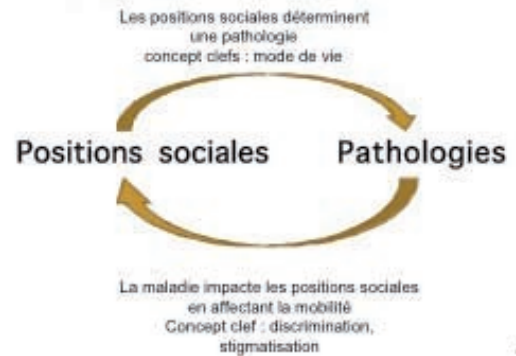 Les positions sociales déterminent
une pathologie
concept clefs : mode de vie
Positions sociales
Pathologies
La maladie impacte les positions sociales
en affectant la mobilité
Concept clef : discrimination,
stigmatisation